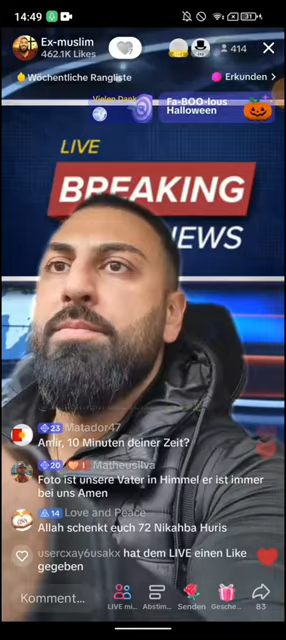 14:49
Ex-muslim
462.1K Likes
414
Wöchentliche Rangliste
Erkunden >
Vielen Dank
Fa-BOO-lous
Halloween
LIVE
BREAKING
NEWS
23 Matador47
Amir, 10 Minuten deiner Zeit?
20 I Matheusilva
Foto ist unsere Vater in Himmel er ist immer
bei uns Amen
14 Love and Peace
Allah schenkt euch 72 Nikahba Huris
usercxay6usakx hat dem LIVE einen Like
gegeben
Komment...
LIVE mi...
Abstim...
Senden
Gesche...
83